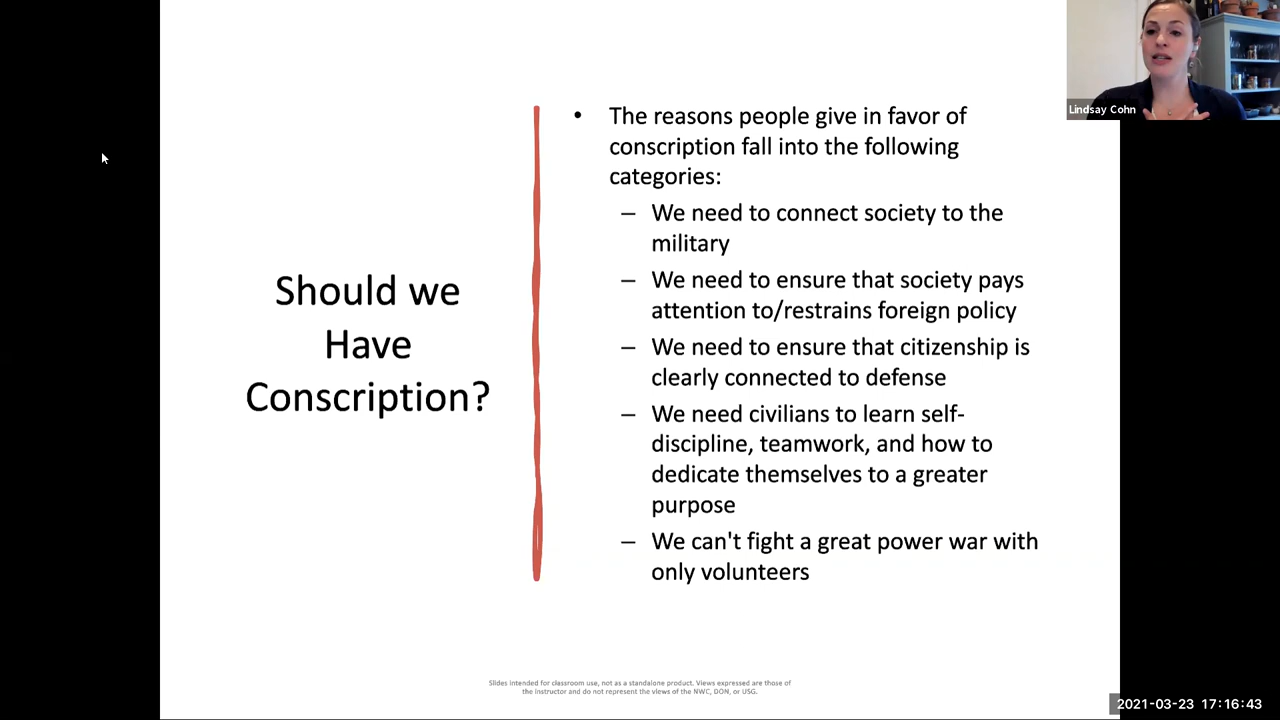 Lindsay Cohn
Should we
Have
Conscription?
• The reasons people give in favor of
conscription fall into the following
categories:
– We need to connect society to the
military
– We need to ensure that society pays
attention to/restrains foreign policy
– We need to ensure that citizenship is
clearly connected to defense
– We need civilians to learn self-
discipline, teamwork, and how to
dedicate themselves to a greater
purpose
– We can't fight a great power war with
only volunteers
Slides intended for classroom use, not as a standalone product. Views expressed are those of
the instructor and do not represent the views of the NWC, DON, or USG.
2021-03-23 17:16:43